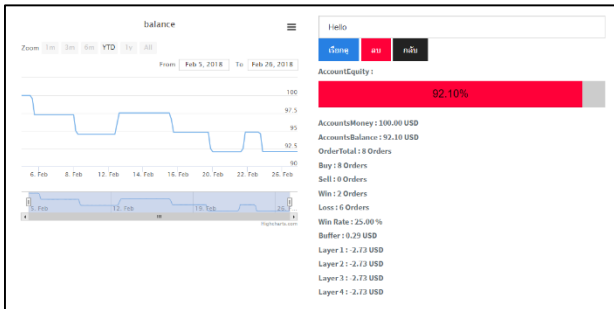 balance
Zoom 1m 3m 6m YTD 1y All
From Feb 5, 2018 To Feb 26, 2018
100
97.5
95
92.5
90
6. Feb 8. Feb 10. Feb 12. Feb 14. Feb 16. Feb 18. Feb 20. Feb 22. Feb 24. Feb 26. Feb
5. Feb 12. Feb 19. Feb 26.
Highcharts.com
Hello
เลือกดู ลบ กลับ
AccountEquity :
92.10%
AccountsMoney : 100.00 USD
AccountsBalance : 92.10 USD
OrderTotal : 8 Orders
Buy : 8 Orders
Sell : 0 Orders
Win : 2 Orders
Loss : 6 Orders
Win Rate : 25.00 %
Buffer : 0.29 USD
Layer 1 : -2.73 USD
Layer 2 : -2.73 USD
Layer 3 : -2.73 USD
Layer 4 : -2.73 USD